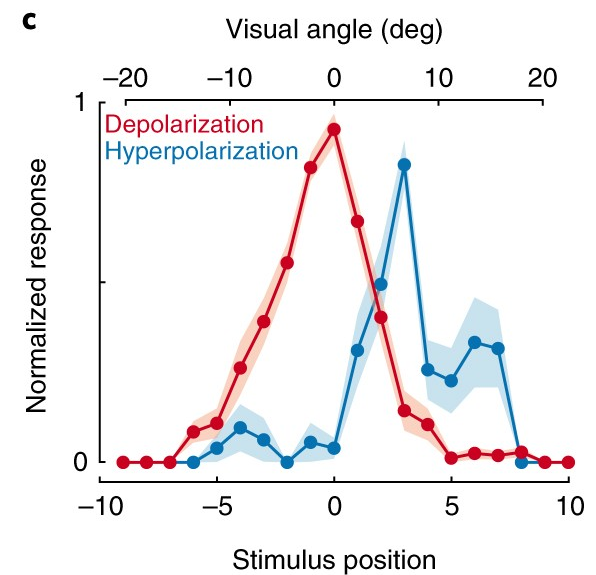 c
Visual angle (deg)
–20 –10 0 10 20
1
Depolarization
Hyperpolarization
Normalized response
0
–10 –5 0 5 10
Stimulus position